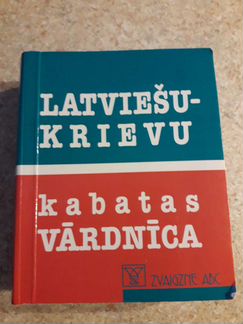 LATVIEŠU-
KRIEVU
kabatas
VĀRDNĪCA
ZVAIGZNE ABC